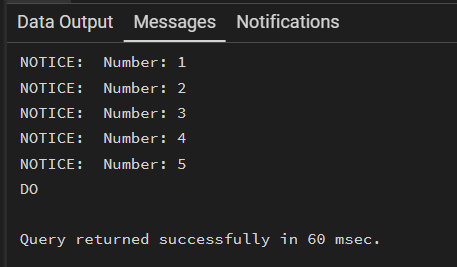 Data Output Messages Notifications
NOTICE:  Number: 1
NOTICE:  Number: 2
NOTICE:  Number: 3
NOTICE:  Number: 4
NOTICE:  Number: 5
DO
Query returned successfully in 60 msec.